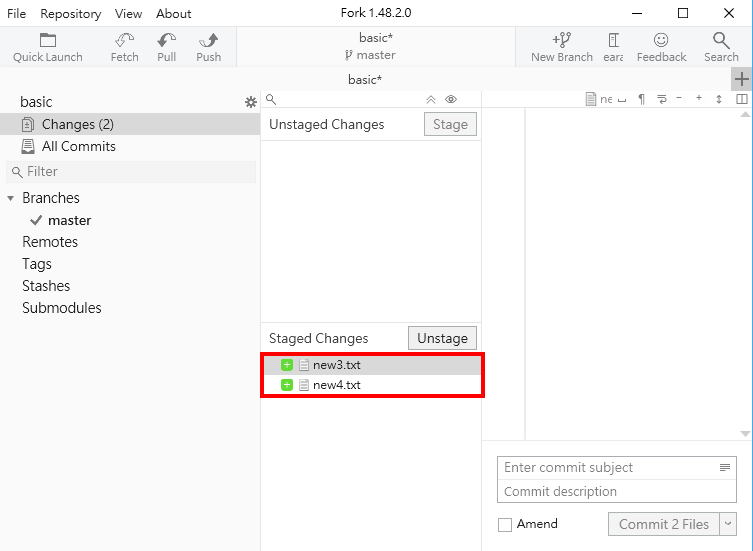 File Repository View About Fork 1.48.2.0
Quick Launch Fetch Pull Push basic* master New Branch eara Feedback Search
basic*
basic
ne
Changes (2)
Unstaged Changes Stage
All Commits
Filter
Branches
master
Remotes
Tags
Stashes
Submodules
Staged Changes Unstage
new3.txt
new4.txt
Enter commit subject
Commit description
Amend Commit 2 Files